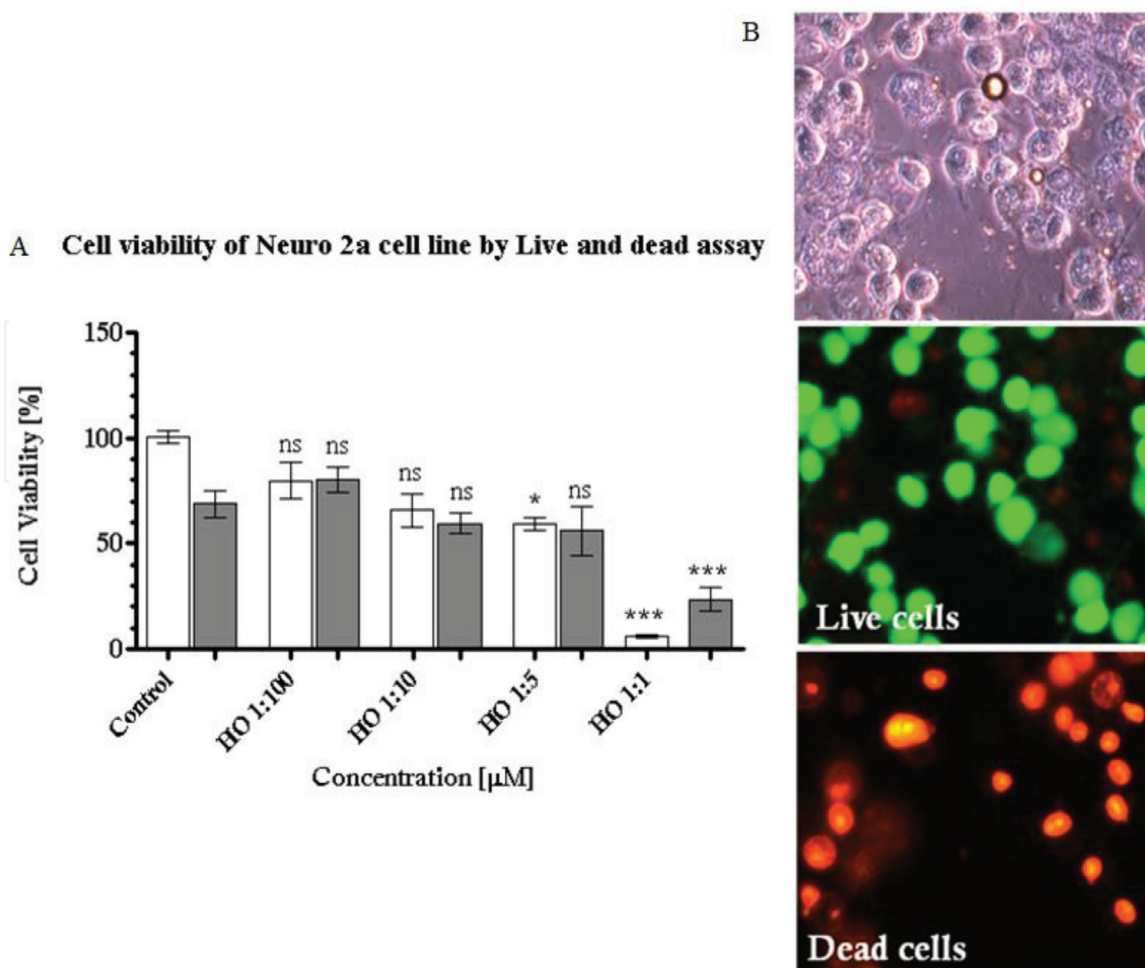 B
A
Cell viability of Neuro 2a cell line by Live and dead assay
Cell Viability [%]
150
100
50
0
ns
ns
ns
ns
*
ns
***
***
Control
HO 1:100
HO 1:10
HO 1:5
HO 1:1
Concentration [µM]
Live cells
Dead cells